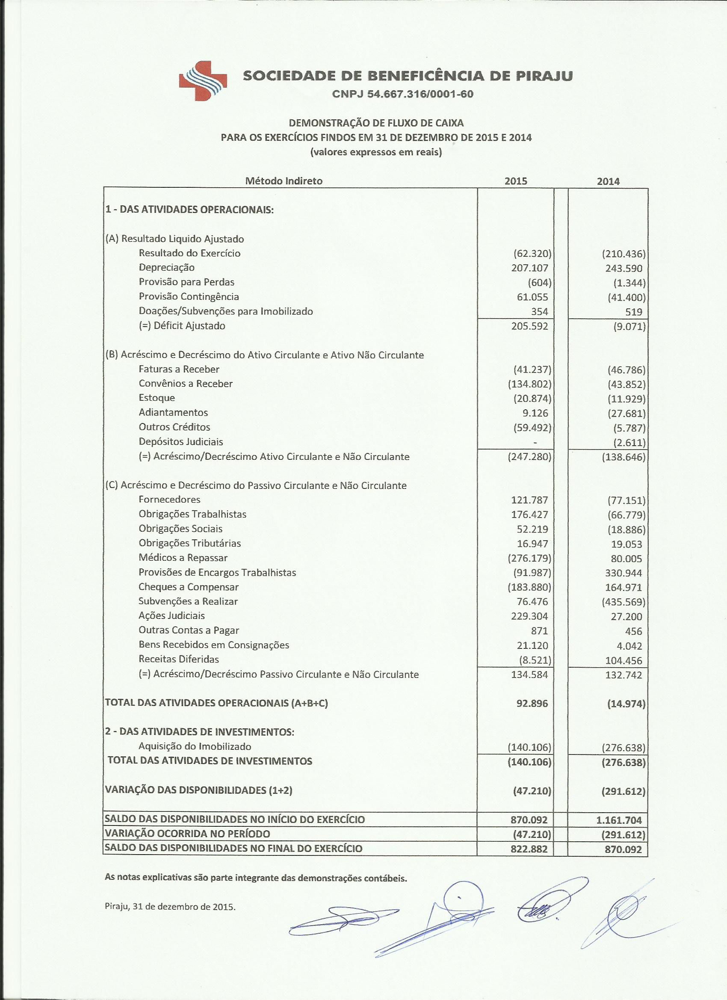 SOCIEDADE DE BENEFICÊNCIA DE PIRAJU
CNPJ 54.667.316/0001-60
DEMONSTRAÇÃO DE FLUXO DE CAIXA
PARA OS EXERCÍCIOS FINDOS EM 31 DE DEZEMBRO DE 2015 E 2014
(valores expressos em reais)
Método Indireto 2015 2014
1 - DAS ATIVIDADES OPERACIONAIS:
(A) Resultado Liquido Ajustado
Resultado do Exercício (62.320) (210.436)
Depreciação 207.107 243.590
Provisão para Perdas (604) (1.344)
Provisão Contingência 61.055 (41.400)
Doações/Subvenções para Imobilizado 354 519
(=) Déficit Ajustado 205.592 (9.071)
(B) Acréscimo e Decréscimo do Ativo Circulante e Ativo Não Circulante
Faturas a Receber (41.237) (46.786)
Convênios a Receber (134.802) (43.852)
Estoque (20.874) (11.929)
Adiantamentos 9.126 (27.681)
Outros Créditos (59.492) (5.787)
Depósitos Judiciais - (2.611)
(=) Acréscimo/Decréscimo Ativo Circulante e Não Circulante (247.280) (138.646)
(C) Acréscimo e Decréscimo do Passivo Circulante e Não Circulante
Fornecedores 121.787 (77.151)
Obrigações Trabalhistas 176.427 (66.779)
Obrigações Sociais 52.219 (18.886)
Obrigações Tributárias 16.947 19.053
Médicos a Repassar (276.179) 80.005
Provisões de Encargos Trabalhistas (91.987) 330.944
Cheques a Compensar (183.880) 164.971
Subvenções a Realizar 76.476 (435.569)
Ações Judiciais 229.304 27.200
Outras Contas a Pagar 871 456
Bens Recebidos em Consignações 21.120 4.042
Receitas Diferidas (8.521) 104.456
(=) Acréscimo/Decréscimo Passivo Circulante e Não Circulante 134.584 132.742
TOTAL DAS ATIVIDADES OPERACIONAIS (A+B+C) 92.896 (14.974)
2 - DAS ATIVIDADES DE INVESTIMENTOS:
Aquisição do Imobilizado (140.106) (276.638)
TOTAL DAS ATIVIDADES DE INVESTIMENTOS (140.106) (276.638)
VARIAÇÃO DAS DISPONIBILIDADES (1+2) (47.210) (291.612)
SALDO DAS DISPONIBILIDADES NO INÍCIO DO EXERCÍCIO 870.092 1.161.704
VARIAÇÃO OCORRIDA NO PERÍODO (47.210) (291.612)
SALDO DAS DISPONIBILIDADES NO FINAL DO EXERCÍCIO 822.882 870.092
As notas explicativas são parte integrante das demonstrações contábeis.
Piraju, 31 de dezembro de 2015.